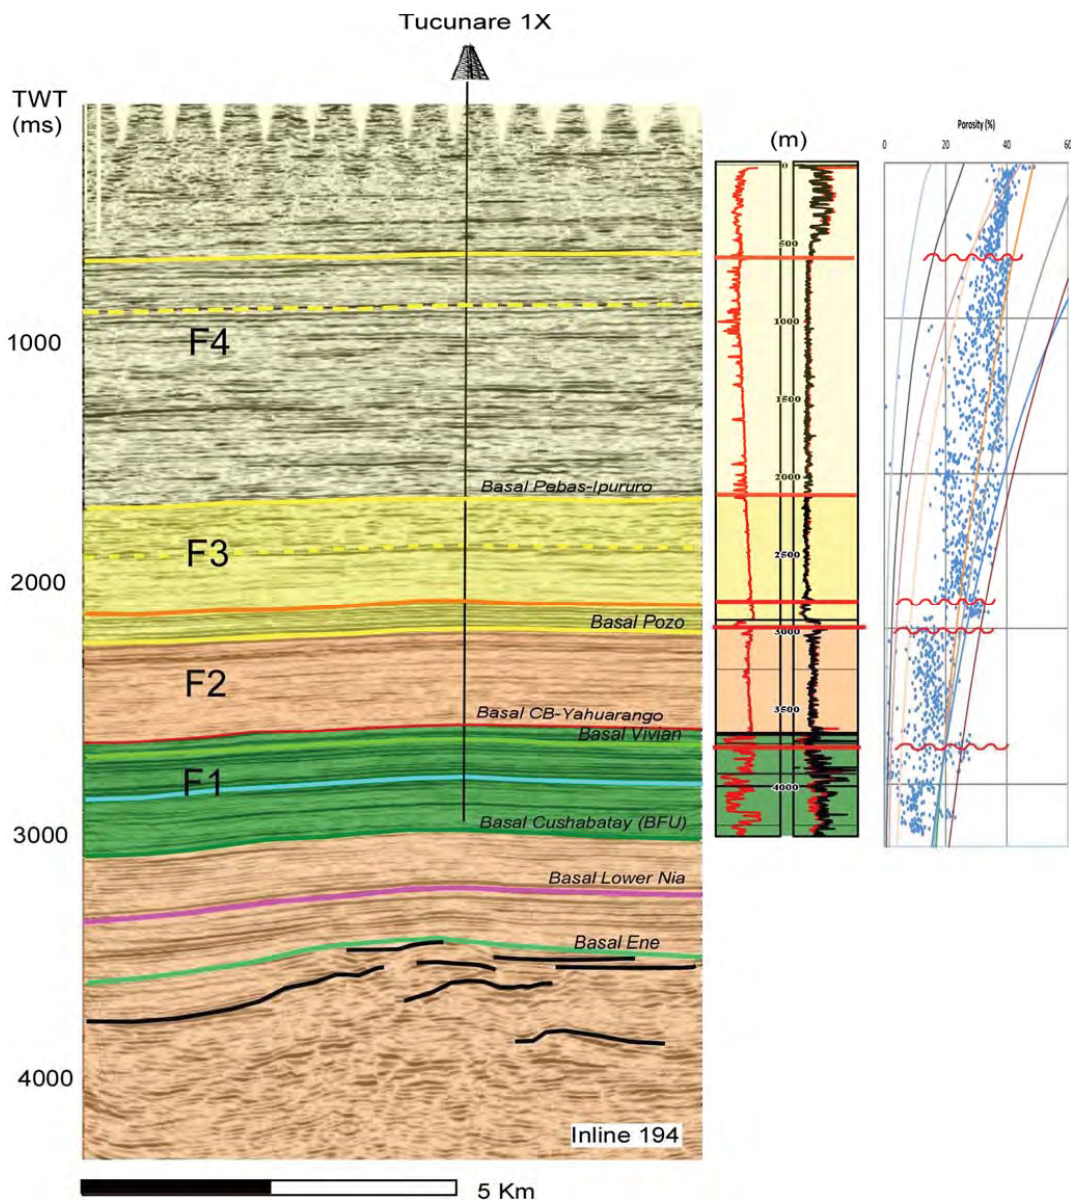 Tucunare 1X
TWT
(ms)
(m)
Porosity (%)
0
20
40
60
0
500
1000
F4
1000
1500
2000
Basal Pebas-Ipururo
F3
2500
2000
Basal Pozo
3000
F2
3500
Basal CB-Yahuarango
Basal Vivian
F1
4000
Basal Cushabatay (BFU)
3000
Basal Lower Nia
Basal Ene
4000
Inline 194
5 Km